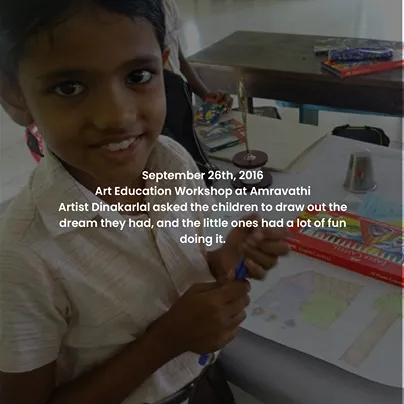 September 26th, 2016
Art Education Workshop at Amravathi
Artist Dinakarlal asked the children to draw out the
dream they had, and the little ones had a lot of fun
doing it.